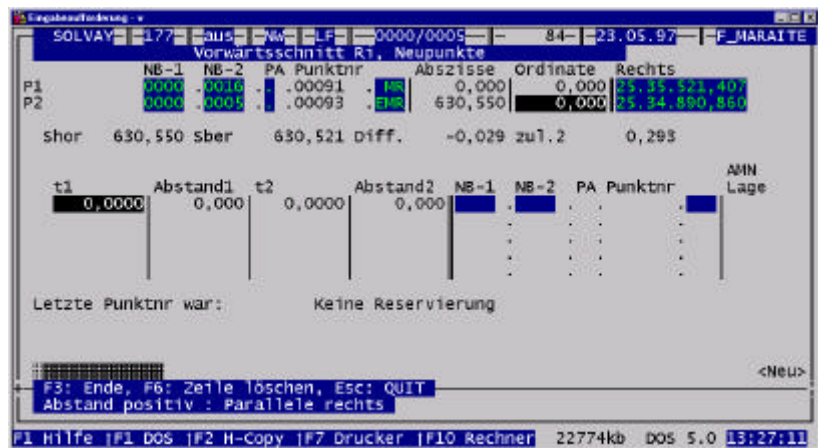 Eingabeaufforderung - v
SOLVAY 177 aus NW LF 0000/0005 - 84- 23.05.97 F_MARAITE
Vorwärtsschnitt Ri, Neupunkte
NB-1 NB-2 PA Punktnr Abszisse Ordinate Rechts
P1 0000 .0016 . .00091 . MR 0,000 0,000 25.35.521,407
P2 0000 .0005 . .00093 .EMR 630,550 0,000 25.34.890,860
Shor 630,550 Sber 630,521 Diff. -0,029 zul.2 0,293
AMN
t1 Abstand1 t2 Abstand2 NB-1 NB-2 PA Punktnr Lage
0,0000 0,000 0,0000 0,000 . . . .
. . . .
. . . .
. . . .
Letzte Punktnr war: Keine Reservierung
<Neu>
F3: Ende, F6: Zeile löschen, Esc: QUIT
Abstand positiv : Parallele rechts
F1 Hilfe |F1 DOS |F2 H-Copy |F7 Drucker |F10 Rechner 22774kb DOS 5.0 13:27:11